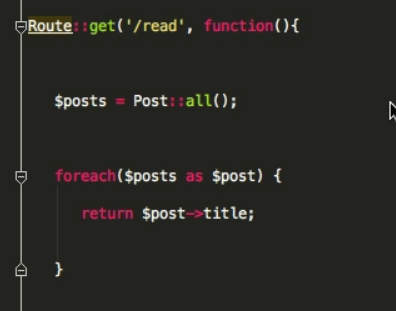 Route::get('/read', function(){
$posts = Post::all();
foreach($posts as $post) {
return $post->title;
}